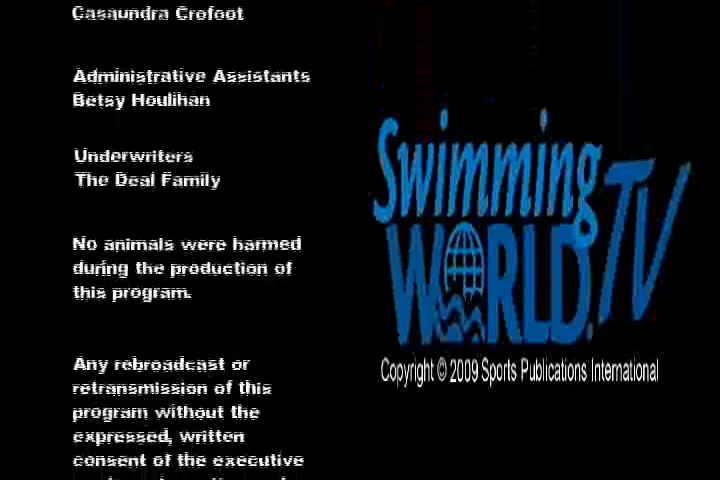 Casaundra Crofoot
Administrative Assistants
Betsy Houlihan
Underwriters
The Deal Family
No animals were harmed
during the production of
this program.
Any rebroadcast or
retransmission of this
program without the
expressed, written
consent of the executive
Swimming
WORLD.TV
Copyright © 2009 Sports Publications International